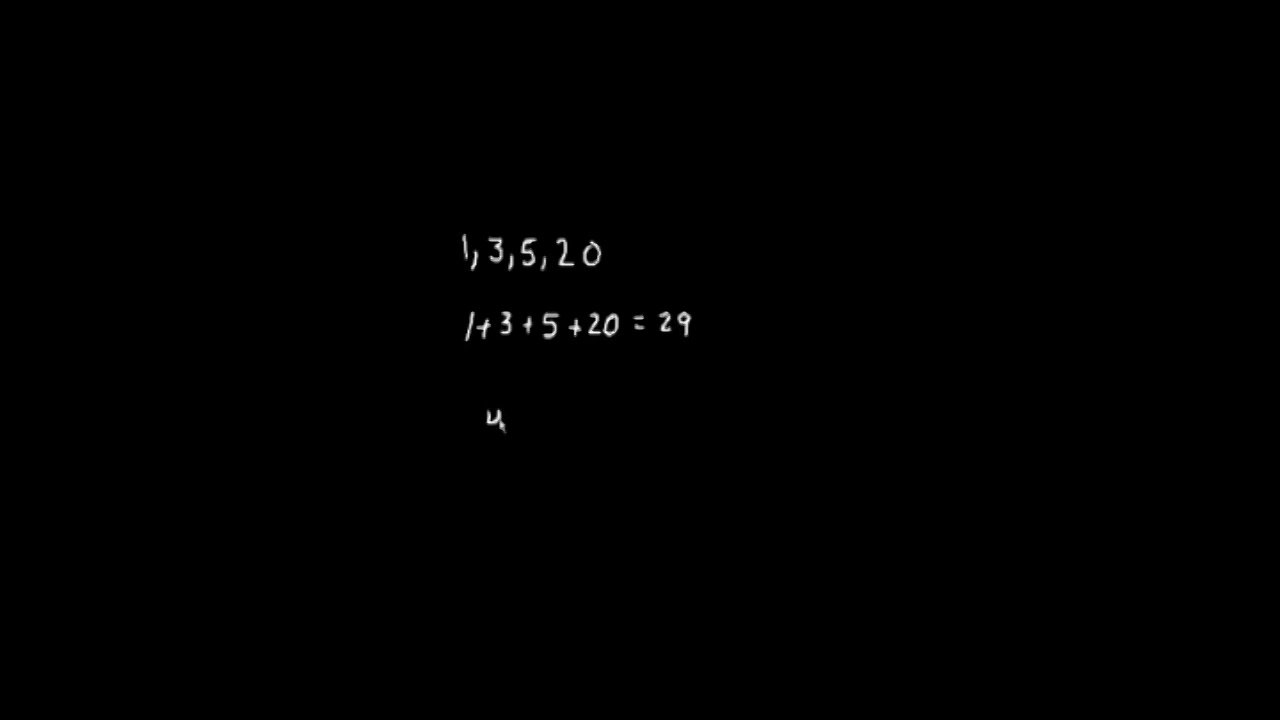 1, 3, 5, 20
1+ 3 + 5 + 20 = 29
4